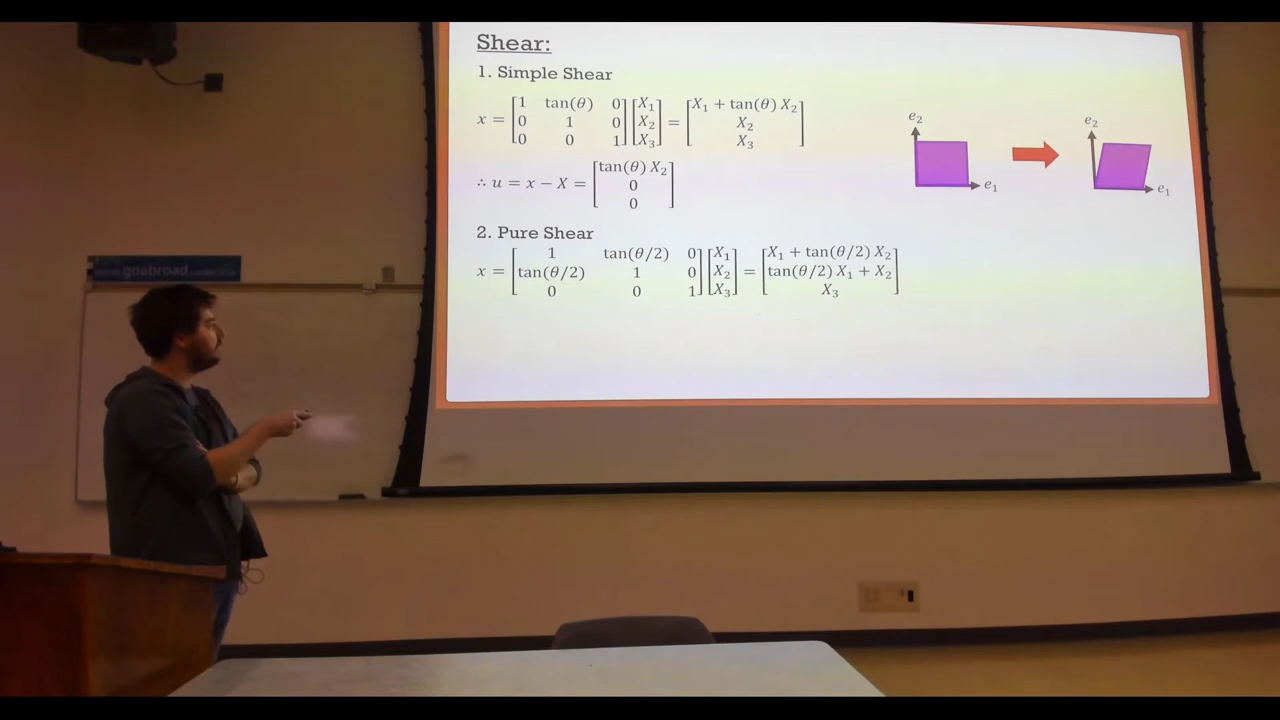 Shear:
1. Simple Shear
x = [1 tan(θ) 0; 0 1 0; 0 0 1] [X₁; X₂; X₃] = [X₁ + tan(θ) X₂; X₂; X₃]
∴ u = x − X = [tan(θ) X₂; 0; 0]
e₂
e₁
e₂
e₁
2. Pure Shear
x = [1 tan(θ/2) 0; tan(θ/2) 1 0; 0 0 1] [X₁; X₂; X₃] = [X₁ + tan(θ/2) X₂; tan(θ/2) X₁ + X₂; X₃]
goabroad